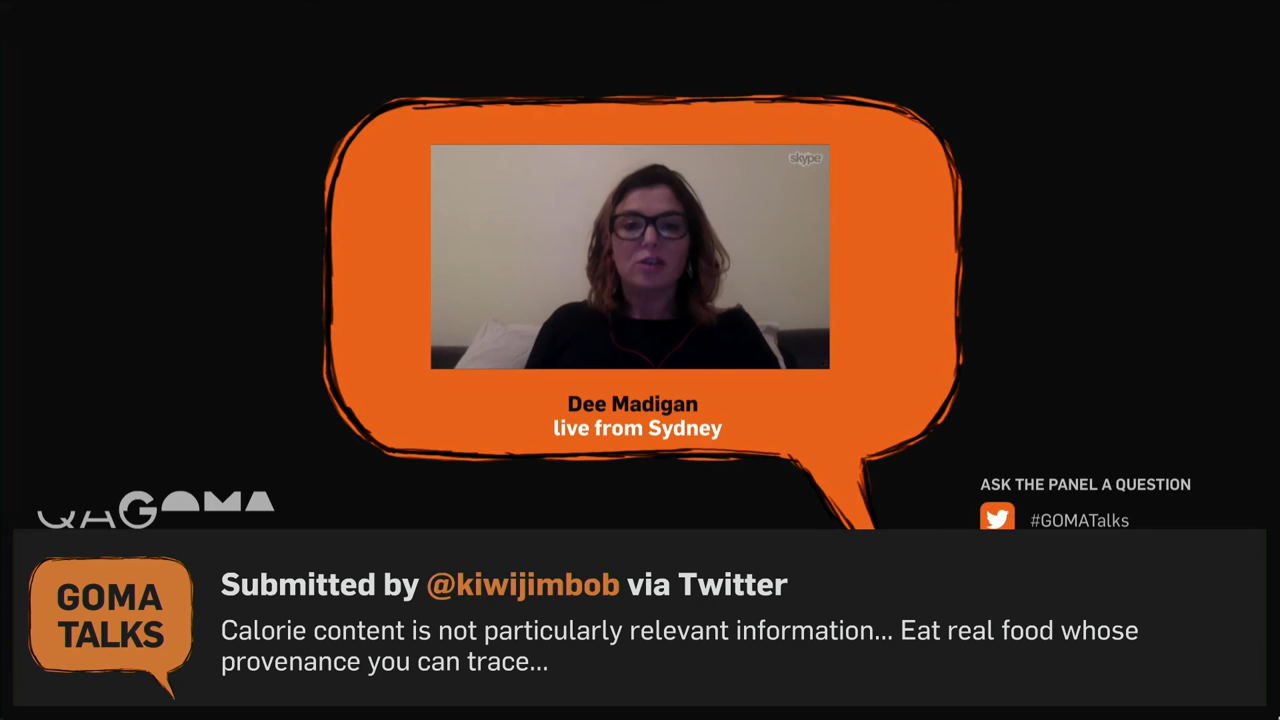 skype
Dee Madigan
live from Sydney
QAGOMA
ASK THE PANEL A QUESTION
#GOMATalks
GOMA
TALKS
Submitted by @kiwijimbob via Twitter
Calorie content is not particularly relevant information... Eat real food whose
provenance you can trace...